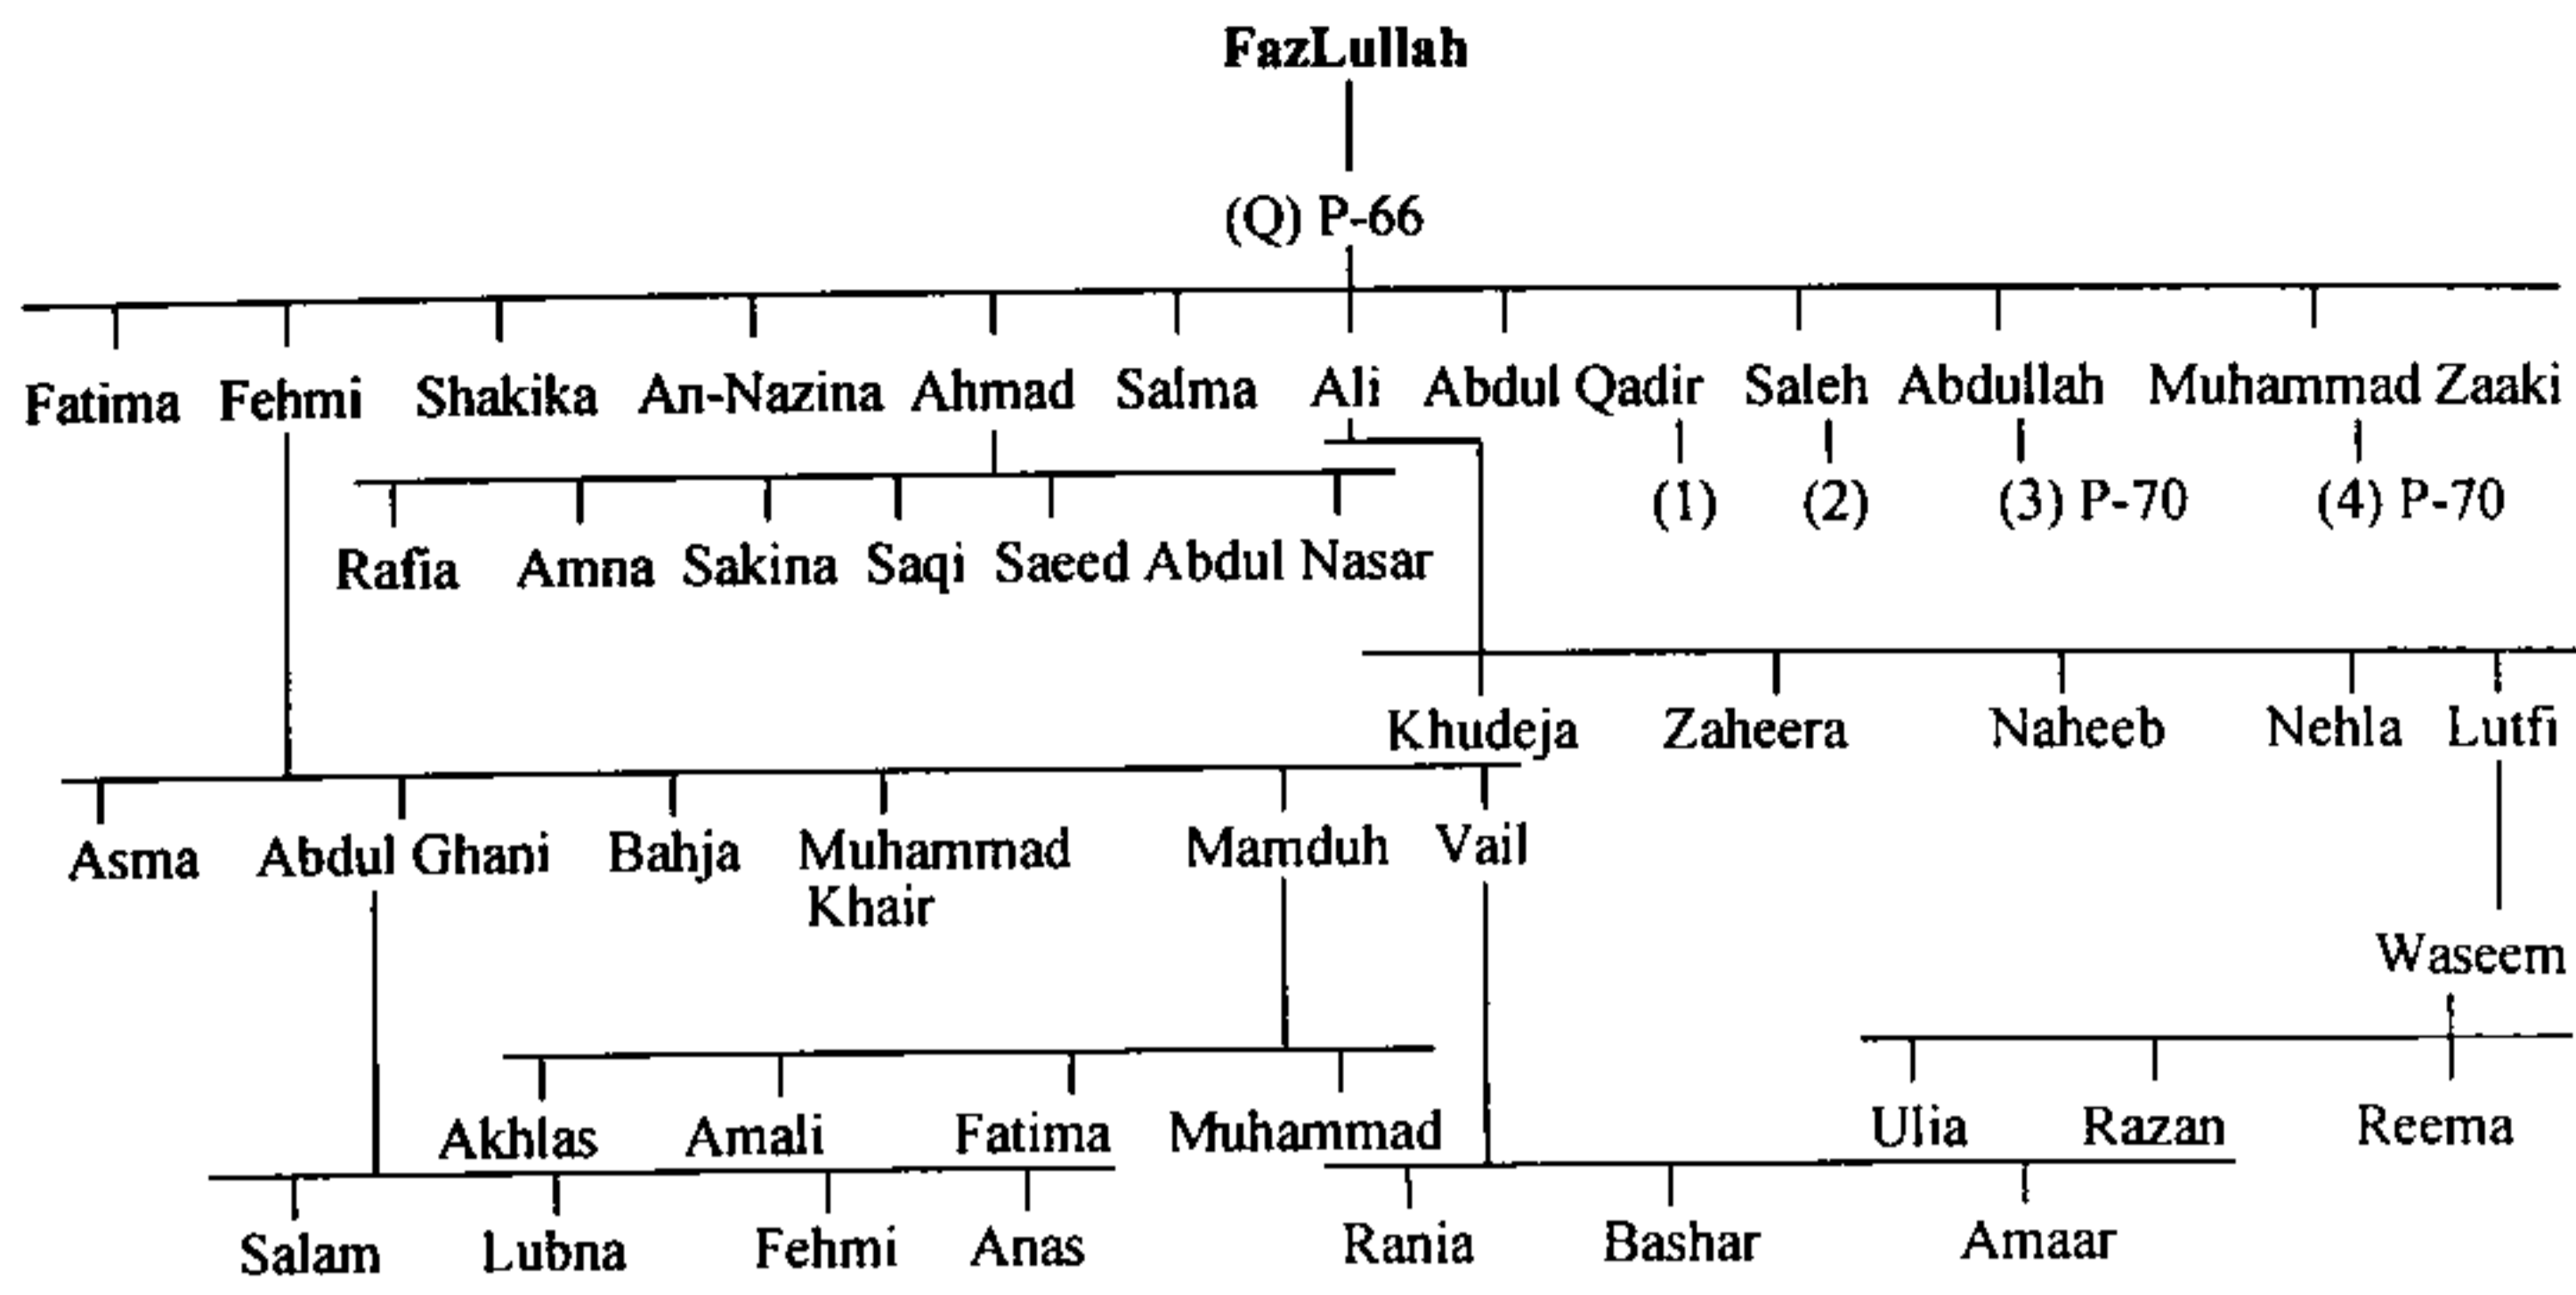 FazLullah
(Q) P-66
Fatima Fehmi Shakika An-Nazina Ahmad Salma Ali Abdul Qadir Saleh Abdullah Muhammad Zaaki
(1) (2) (3) P-70 (4) P-70
Rafia Amna Sakina Saqi Saeed Abdul Nasar
Khudeja Zaheera Naheeb Nehla Lutfi
Asma Abdul Ghani Bahja Muhammad Mamduh Vail
Khair
Waseem
Akhlas Amali Fatima Muhammad Ulia Razan Reema
Salam Lubna Fehmi Anas Rania Bashar Amaar